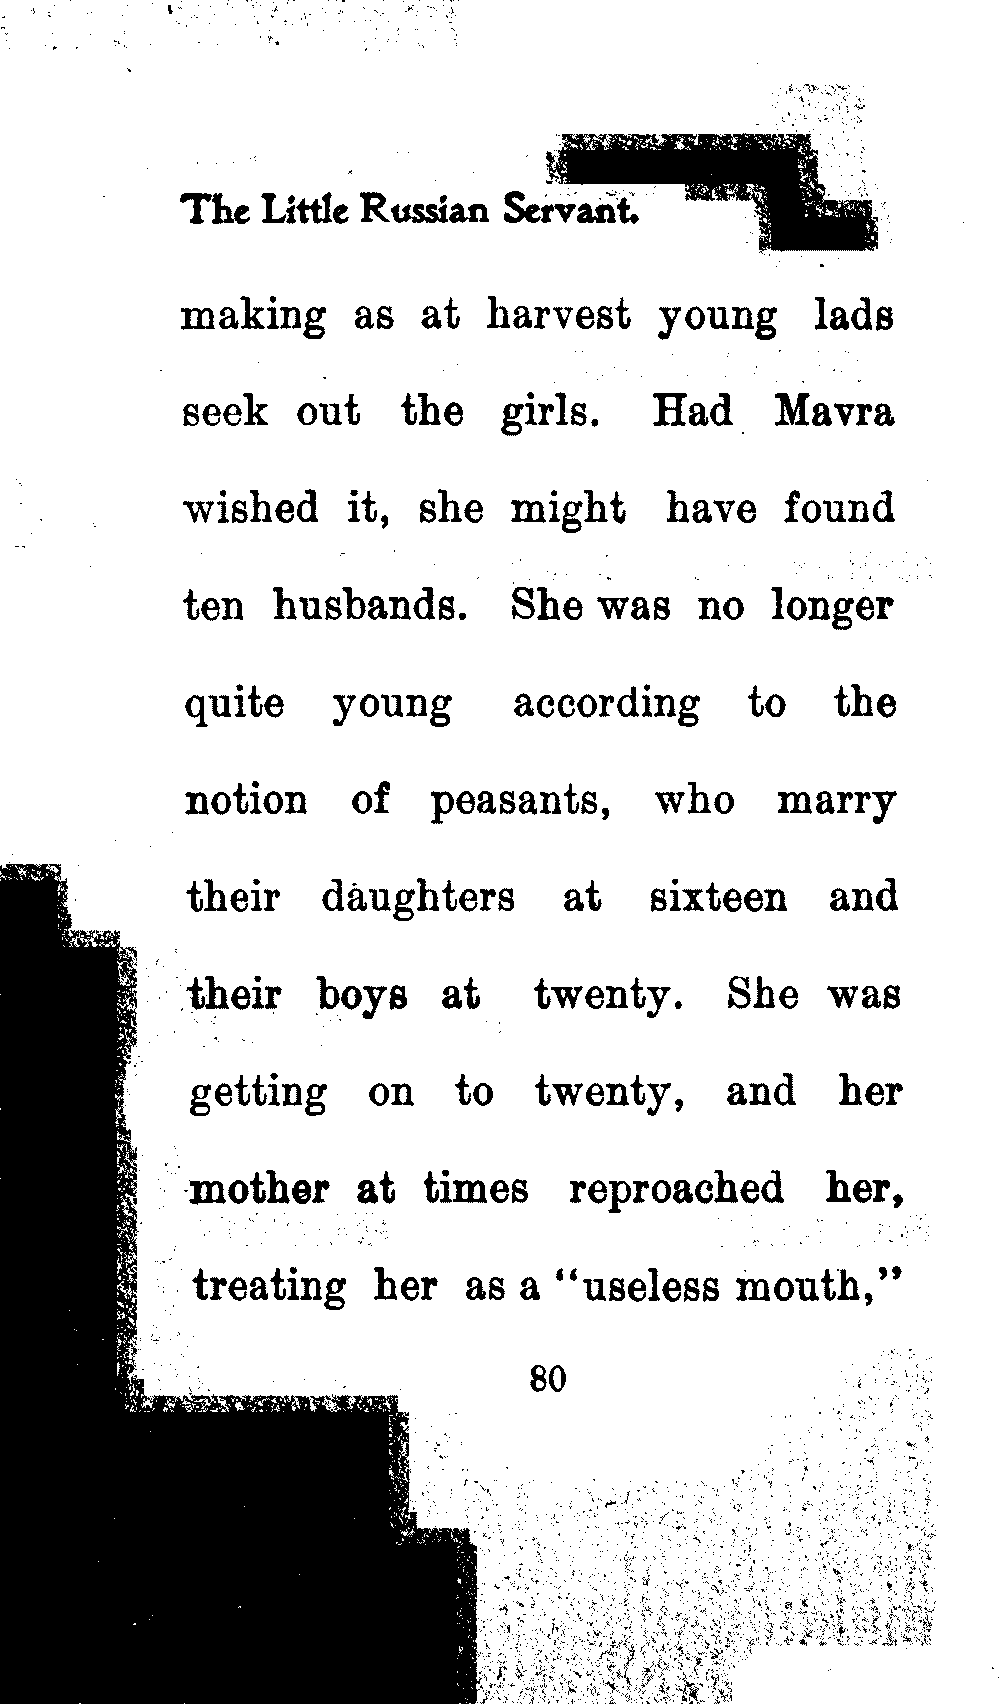 The Little Russian Servant.
making as at harvest young lads
seek out the girls. Had Mavra
wished it, she might have found
ten husbands. She was no longer
quite young according to the
notion of peasants, who marry
their daughters at sixteen and
their boys at twenty. She was
getting on to twenty, and her
mother at times reproached her,
treating her as a "useless mouth,"
80